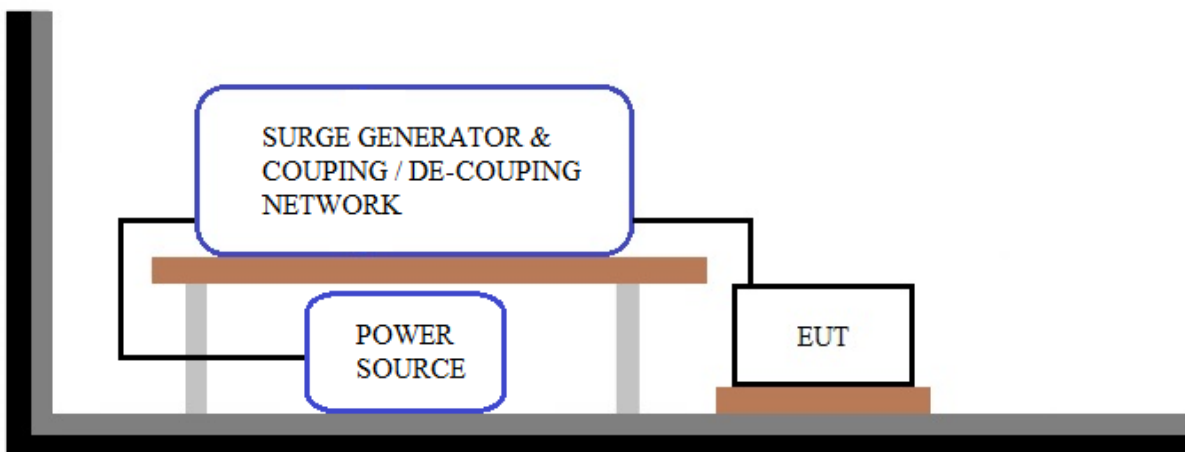 SURGE GENERATOR &
COUPING / DE-COUPING
NETWORK
POWER
SOURCE
EUT